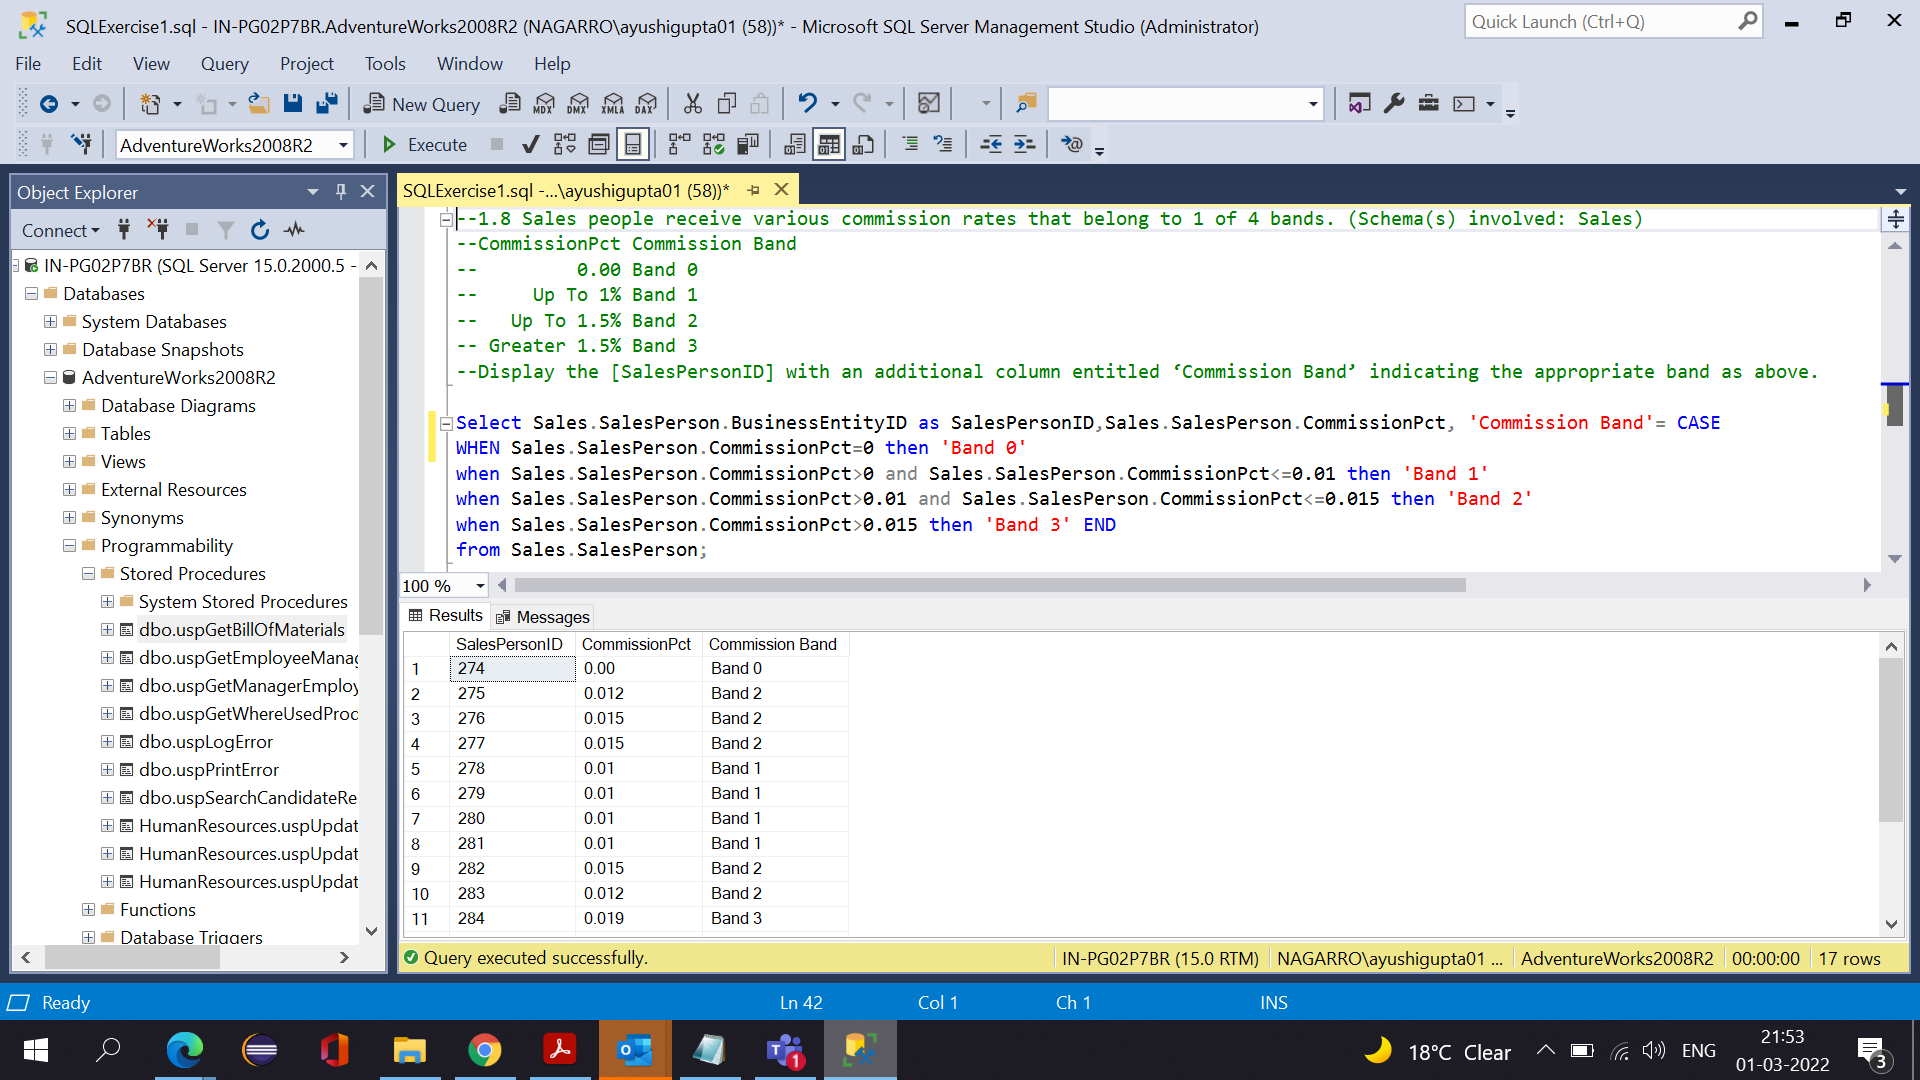 SQLExercise1.sql - IN-PG02P7BR.AdventureWorks2008R2 (NAGARRO\ayushigupta01 (58))* - Microsoft SQL Server Management Studio (Administrator)
Quick Launch (Ctrl+Q)
File Edit View Query Project Tools Window Help
New Query MDX DMX XMLA DAX
AdventureWorks2008R2 Execute
Object Explorer
Connect
IN-PG02P7BR (SQL Server 15.0.2000.5 -
Databases
System Databases
Database Snapshots
AdventureWorks2008R2
Database Diagrams
Tables
Views
External Resources
Synonyms
Programmability
Stored Procedures
System Stored Procedures
dbo.uspGetBillOfMaterials
dbo.uspGetEmployeeManag
dbo.uspGetManagerEmploy
dbo.uspGetWhereUsedProd
dbo.uspLogError
dbo.uspPrintError
dbo.uspSearchCandidateRe
HumanResources.uspUpdat
HumanResources.uspUpdat
HumanResources.uspUpdat
Functions
Database Triggers
SQLExercise1.sql -...\ayushigupta01 (58))*
--1.8 Sales people receive various commission rates that belong to 1 of 4 bands. (Schema(s) involved: Sales)
--CommissionPct Commission Band
-- 0.00 Band 0
-- Up To 1% Band 1
-- Up To 1.5% Band 2
-- Greater 1.5% Band 3
--Display the [SalesPersonID] with an additional column entitled ‘Commission Band’ indicating the appropriate band as above.
Select Sales.SalesPerson.BusinessEntityID as SalesPersonID,Sales.SalesPerson.CommissionPct, 'Commission Band'= CASE
WHEN Sales.SalesPerson.CommissionPct=0 then 'Band 0'
when Sales.SalesPerson.CommissionPct>0 and Sales.SalesPerson.CommissionPct<=0.01 then 'Band 1'
when Sales.SalesPerson.CommissionPct>0.01 and Sales.SalesPerson.CommissionPct<=0.015 then 'Band 2'
when Sales.SalesPerson.CommissionPct>0.015 then 'Band 3' END
from Sales.SalesPerson;
100 %
Results Messages
SalesPersonID CommissionPct Commission Band
1 274 0.00 Band 0
2 275 0.012 Band 2
3 276 0.015 Band 2
4 277 0.015 Band 2
5 278 0.01 Band 1
6 279 0.01 Band 1
7 280 0.01 Band 1
8 281 0.01 Band 1
9 282 0.015 Band 2
10 283 0.012 Band 2
11 284 0.019 Band 3
Query executed successfully. IN-PG02P7BR (15.0 RTM) NAGARRO\ayushigupta01 ... AdventureWorks2008R2 00:00:00 17 rows
Ready Ln 42 Col 1 Ch 1 INS
18°C Clear ENG 21:53
01-03-2022
1
3